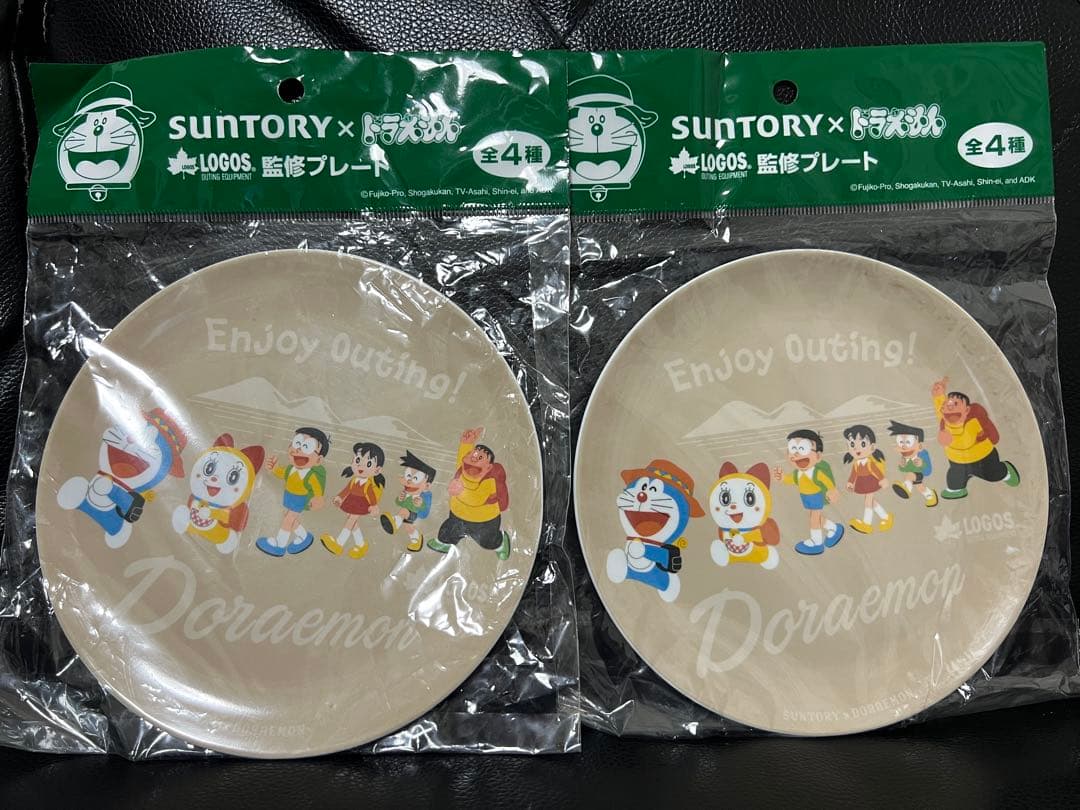 SUNTORY×ドラえもん
LOGOS
LOGOS®
OUTING EQUIPMENT
監修プレート
全4種
©Fujiko-Pro, Shogakukan, TV-Asahi, Shin-ei, and ADK
Enjoy Outing!
Doraemon
SUNTORY×ドラえもん
LOGOS
LOGOS®
OUTING EQUIPMENT
監修プレート
全4種
©Fujiko-Pro, Shogakukan, TV-Asahi, Shin-ei, and ADK
Enjoy Outing!
LOGOS
Doraemon
SUNTORY×DORAEMON